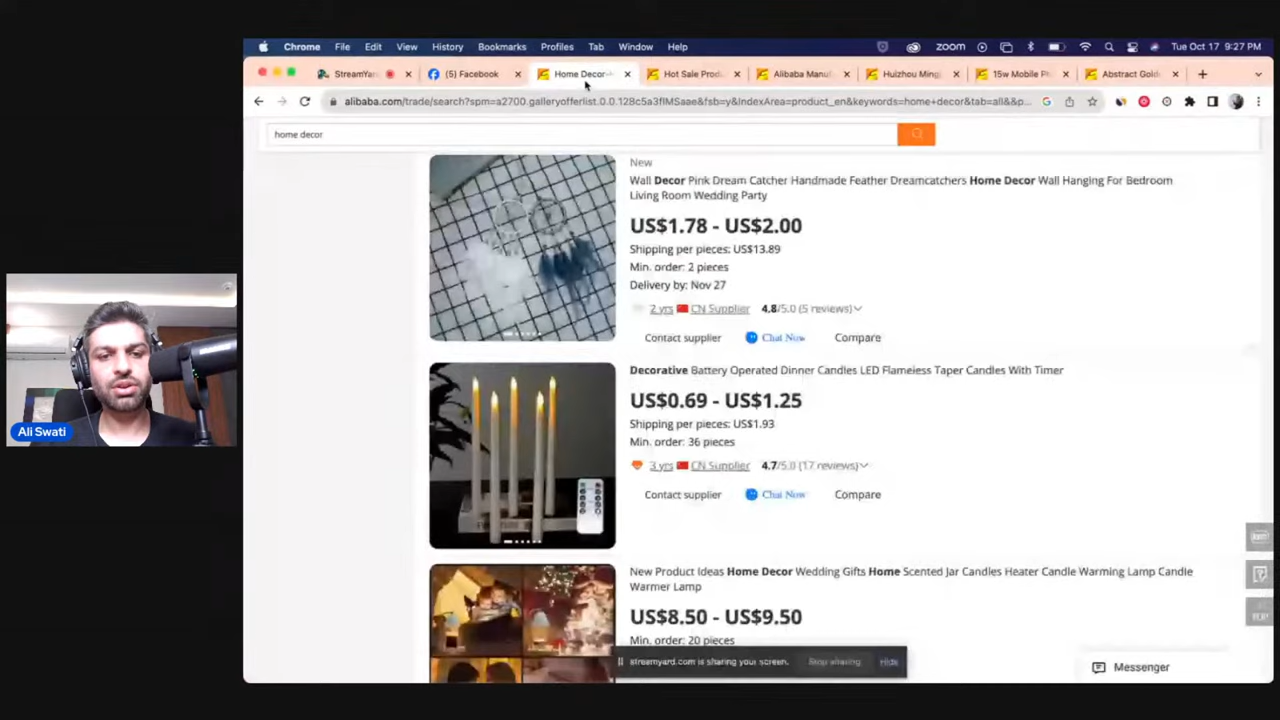 Chrome File Edit View History Bookmarks Profiles Tab Window Help
zoom Tue Oct 17 9:27 PM
StreamYar
(5) Facebook
Home Decor
Hot Sale Prod
Alibaba Manuf
Huizhou Ming
15w Mobile Ph
Abstract Gold
alibaba.com/trade/search?spm=a2700.galleryofferlist.0.0.128c5a3fIMSaae&fsb=y&IndexArea=product_en&keywords=home+decor&tab=all&&p...
home decor
New
Wall Decor Pink Dream Catcher Handmade Feather Dreamcatchers Home Decor Wall Hanging For Bedroom
Living Room Wedding Party
US$1.78 - US$2.00
Shipping per pieces: US$13.89
Min. order: 2 pieces
Delivery by: Nov 27
2 yrs CN Supplier 4.8/5.0 (5 reviews)
Contact supplier Chat Now Compare
Decorative Battery Operated Dinner Candles LED Flameless Taper Candles With Timer
US$0.69 - US$1.25
Shipping per pieces: US$1.93
Min. order: 36 pieces
3 yrs CN Supplier 4.7/5.0 (17 reviews)
Contact supplier Chat Now Compare
New Product Ideas Home Decor Wedding Gifts Home Scented Jar Candles Heater Candle Warming Lamp Candle
Warmer Lamp
US$8.50 - US$9.50
Min. order: 20 pieces
streamyard.com is sharing your screen. Stop sharing Hide
Messenger
Ali Swati